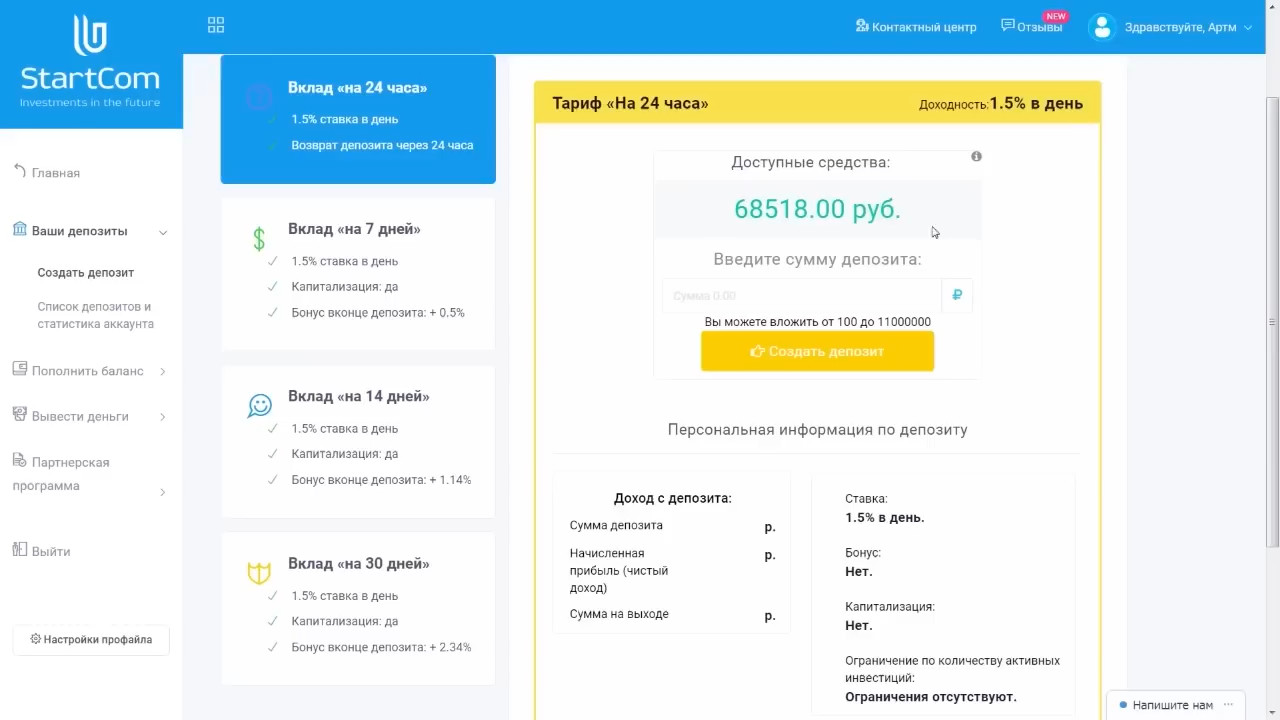 StartCom
Investments in the future
Контактный центр
Отзывы
NEW
Здравствуйте, Артм
Главная
Ваши депозиты
Создать депозит
Список депозитов и
статистика аккаунта
Пополнить баланс
Вывести деньги
Партнерская
программа
Выйти
Настройки профайла
Вклад «на 24 часа»
1.5% ставка в день
Возврат депозита через 24 часа
Вклад «на 7 дней»
1.5% ставка в день
Капитализация: да
Бонус вконце депозита: + 0.5%
Вклад «на 14 дней»
1.5% ставка в день
Капитализация: да
Бонус вконце депозита: + 1.14%
Вклад «на 30 дней»
1.5% ставка в день
Капитализация: да
Бонус вконце депозита: + 2.34%
Тариф «На 24 часа»
Доходность:1.5% в день
Доступные средства:
68518.00 руб.
Введите сумму депозита:
Сумма 0.00
₽
Вы можете вложить от 100 до 11000000
Создать депозит
Персональная информация по депозиту
Доход с депозита:
Сумма депозита р.
Начисленная р.
прибыль (чистый
доход)
Сумма на выходе р.
Ставка:
1.5% в день.
Бонус:
Нет.
Капитализация:
Нет.
Ограничение по количеству активных
инвестиций:
Ограничения отсутствуют.
Напишите нам